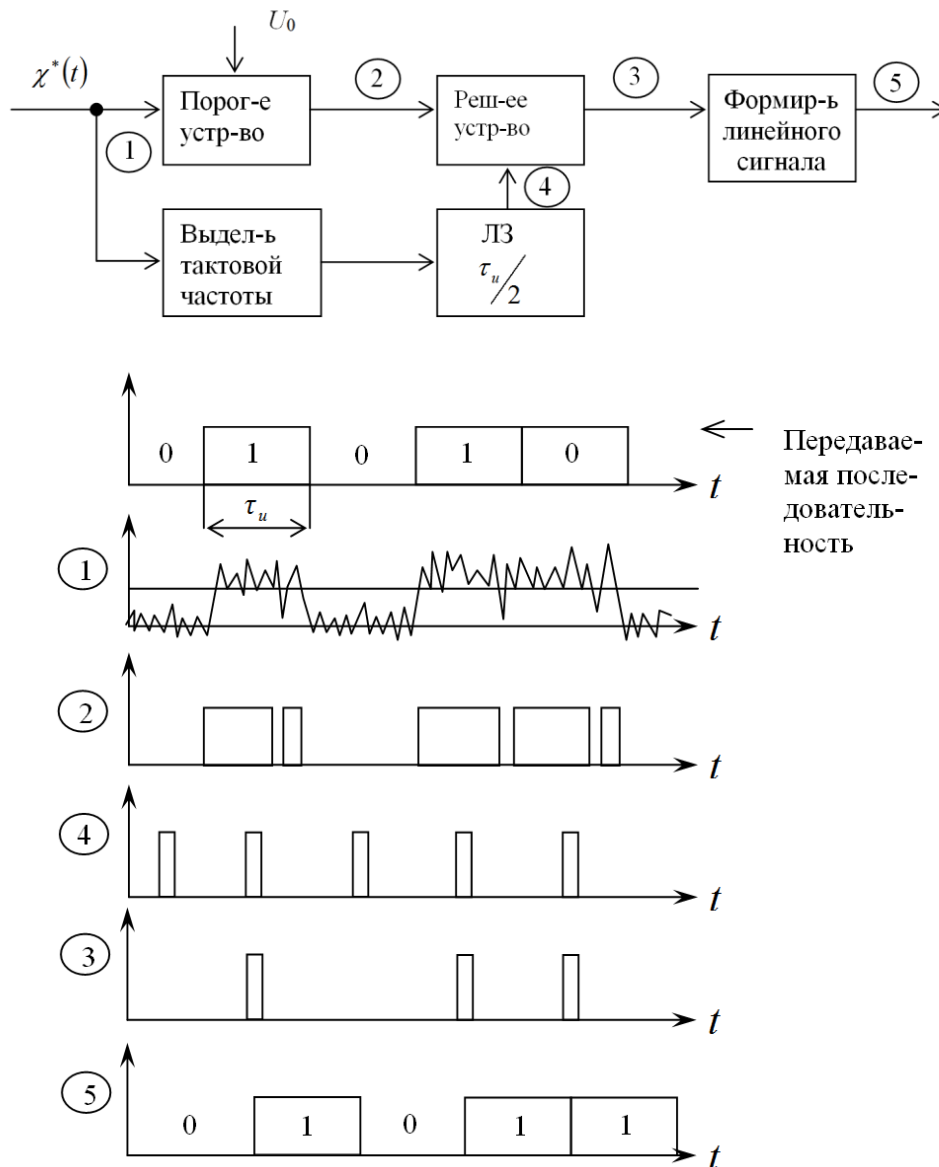 U₀
χ*(t)
2
3
5
Порог-е
устр-во
Реш-ее
устр-во
Формир-ь
линейного
сигнала
1
4
Выдел-ь
тактовой
частоты
ЛЗ
τᵤ/2
0 1 0 1 0
t
Передавае-
мая после-
дователь-
ность
τᵤ
1
t
2
t
4
t
3
t
5
0 1 0 1 1
t